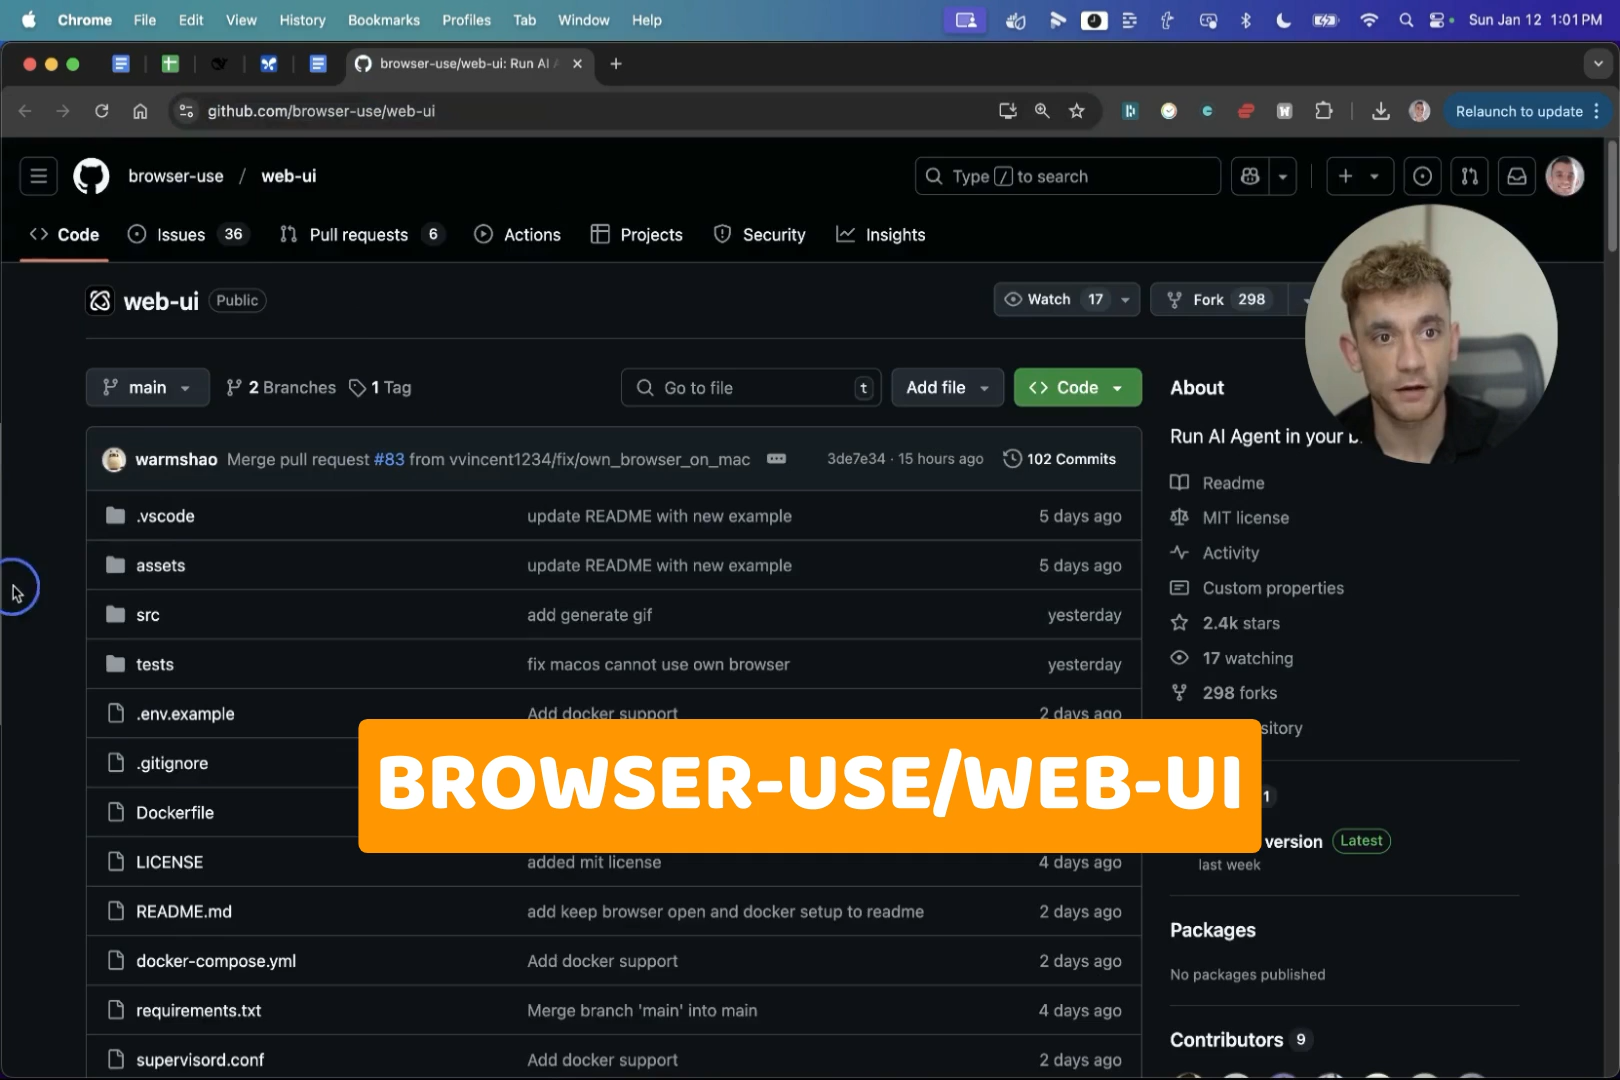 Chrome File Edit View History Bookmarks Profiles Tab Window Help Sun Jan 12 1:01 PM
browser-use/web-ui: Run AI A
github.com/browser-use/web-ui Relaunch to update
browser-use / web-ui Type / to search
Code Issues 36 Pull requests 6 Actions Projects Security Insights
web-ui Public Watch 17 Fork 298
main 2 Branches 1 Tag Go to file t Add file Code
warmshao Merge pull request #83 from vvincent1234/fix/own_browser_on_mac 3de7e34 · 15 hours ago 102 Commits
.vscode update README with new example 5 days ago
assets update README with new example 5 days ago
src add generate gif yesterday
tests fix macos cannot use own browser yesterday
.env.example Add docker support 2 days ago
.gitignore
Dockerfile
LICENSE added mit license 4 days ago
README.md add keep browser open and docker setup to readme 2 days ago
docker-compose.yml Add docker support 2 days ago
requirements.txt Merge branch 'main' into main 4 days ago
supervisord.conf Add docker support 2 days ago
About
Run AI Agent in your b
Readme
MIT license
Activity
Custom properties
2.4k stars
17 watching
298 forks
sitory
1
version Latest
last week
Packages
No packages published
Contributors 9
BROWSER-USE/WEB-UI